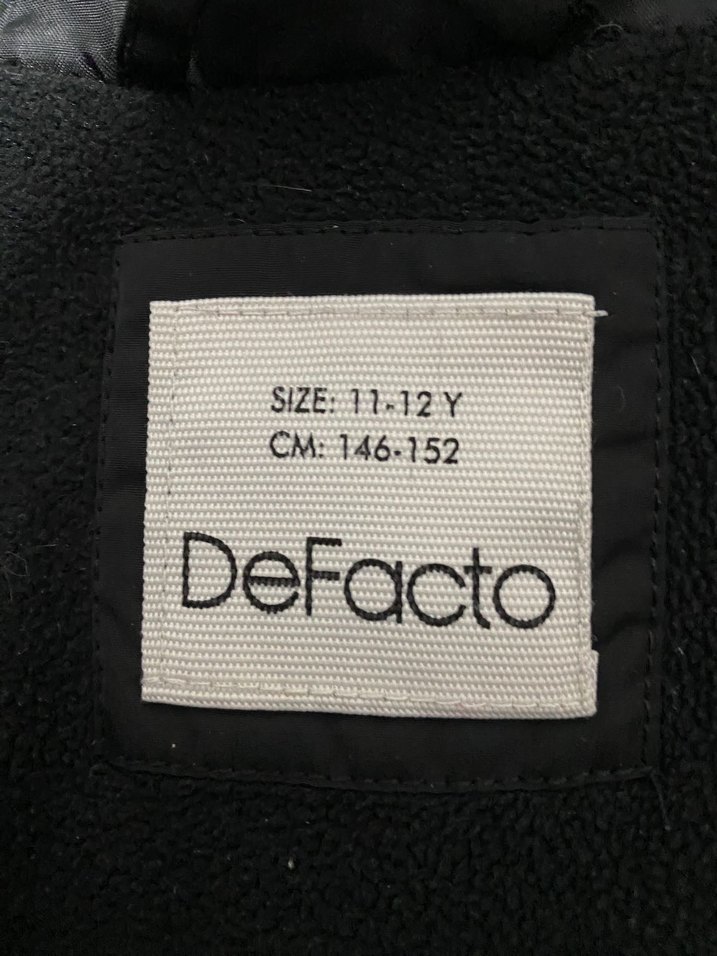 SIZE: 11-12 Y
CM: 146-152
DeFacto